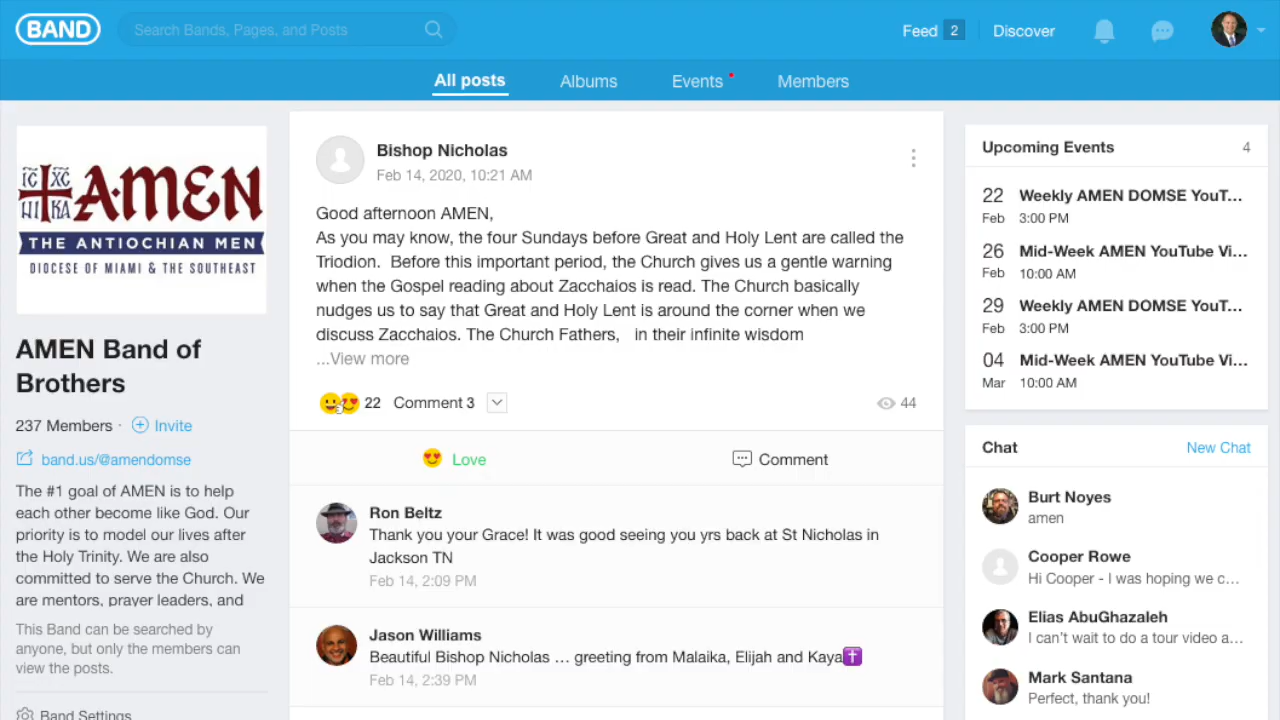 BAND
Search Bands, Pages, and Posts
Feed 2
Discover
All posts
Albums
Events
Members
IC XC
NI KA
AMEN
THE ANTIOCHIAN MEN
DIOCESE OF MIAMI & THE SOUTHEAST
AMEN Band of
Brothers
237 Members · Invite
band.us/@amendomse
The #1 goal of AMEN is to help
each other become like God. Our
priority is to model our lives after
the Holy Trinity. We are also
committed to serve the Church. We
are mentors, prayer leaders, and
This Band can be searched by
anyone, but only the members can
view the posts.
Band Settings
Bishop Nicholas
Feb 14, 2020, 10:21 AM
Good afternoon AMEN,
As you may know, the four Sundays before Great and Holy Lent are called the
Triodion. Before this important period, the Church gives us a gentle warning
when the Gospel reading about Zacchaios is read. The Church basically
nudges us to say that Great and Holy Lent is around the corner when we
discuss Zacchaios. The Church Fathers, in their infinite wisdom
...View more
22 Comment 3
44
Love
Comment
Ron Beltz
Thank you your Grace! It was good seeing you yrs back at St Nicholas in
Jackson TN
Feb 14, 2:09 PM
Jason Williams
Beautiful Bishop Nicholas … greeting from Malaika, Elijah and Kaya✝️
Feb 14, 2:39 PM
Upcoming Events 4
22 Weekly AMEN DOMSE YouT...
Feb 3:00 PM
26 Mid-Week AMEN YouTube Vi...
Feb 10:00 AM
29 Weekly AMEN DOMSE YouT...
Feb 3:00 PM
04 Mid-Week AMEN YouTube Vi...
Mar 10:00 AM
Chat New Chat
Burt Noyes
amen
Cooper Rowe
Hi Cooper - I was hoping we c...
Elias AbuGhazaleh
I can't wait to do a tour video a...
Mark Santana
Perfect, thank you!